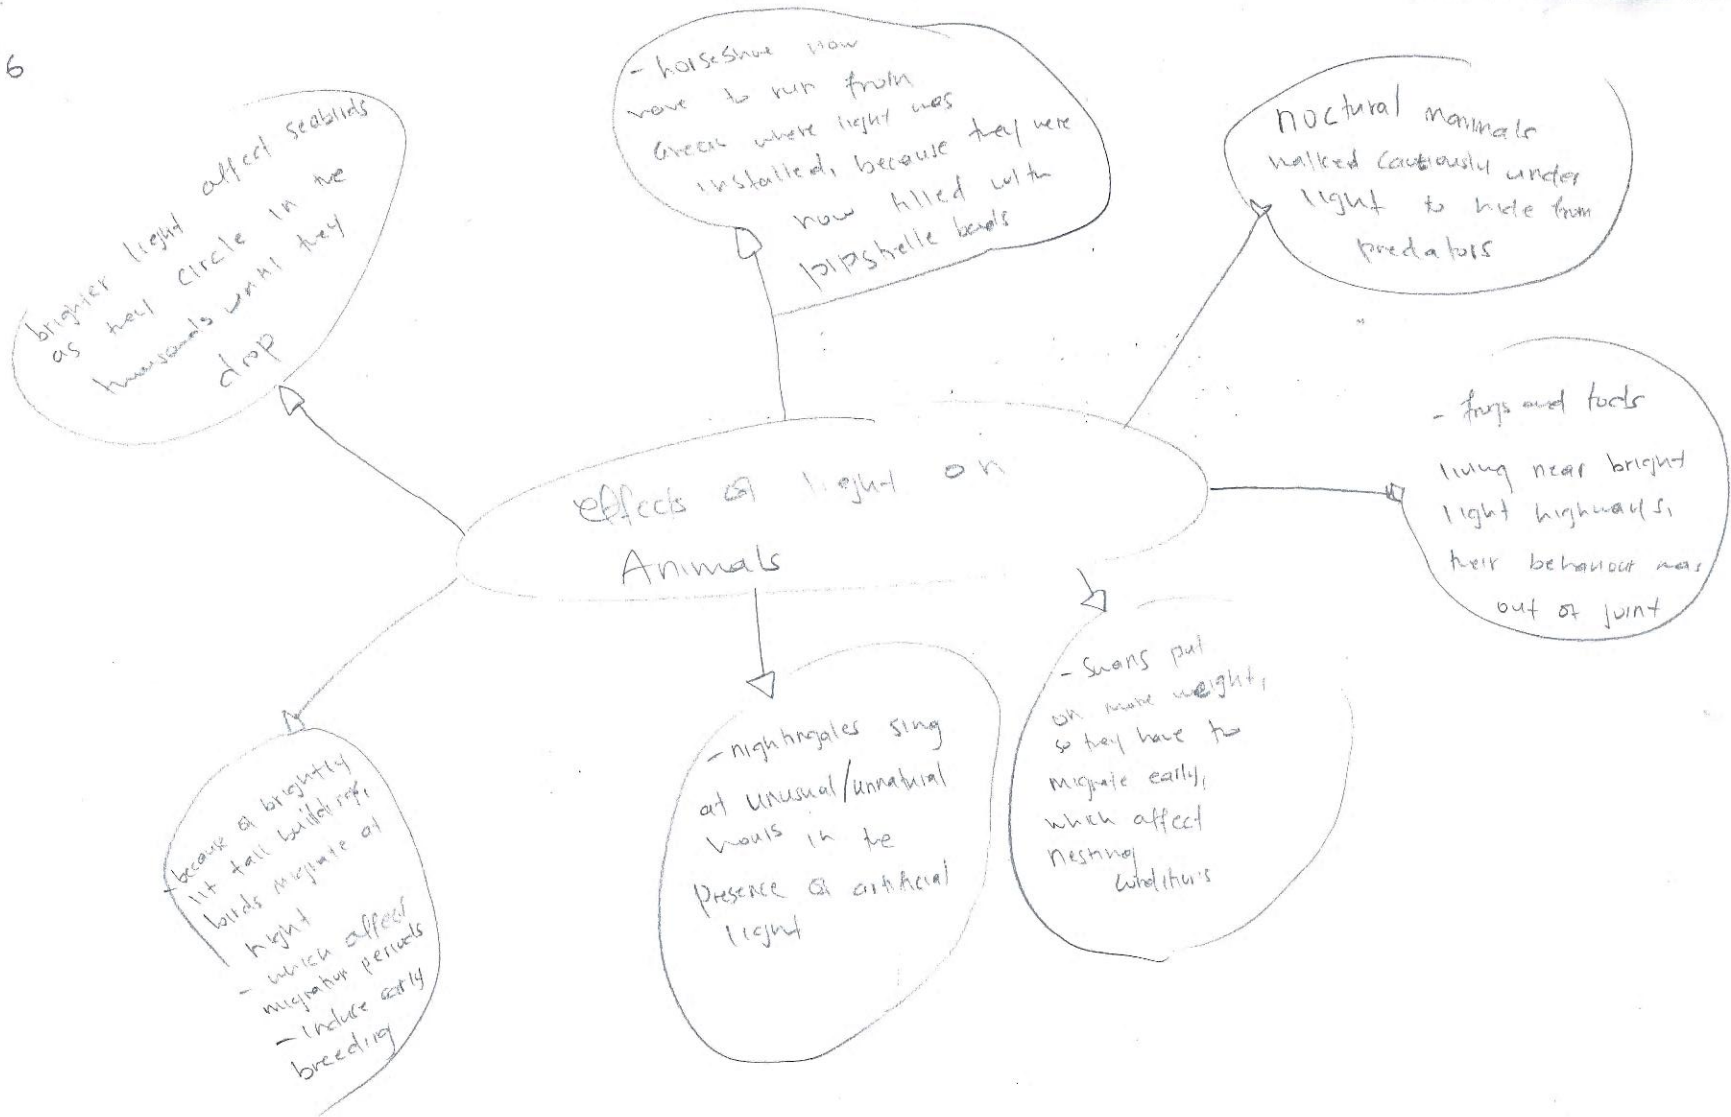 6
brighter light affect seabirds
as they circle in the
thousands until they
drop
- horseshoe now
to run from
where light was
installed, because they were
now filled with
pipstrelle
noctural mammals
walked cautiously under
light to hide from
predators
- frogs and toads
living near bright
light highways,
their behaviour was
out of joint
effects of light on
Animals
- because of brightly
lit tall buildings,
birds migrate at
night
- which affect
migration periods
- induce early
breeding
- nightingales sing
at unusual/unnatural
hours in the
presence of artificial
light
- Swans put
on more weight,
so they have to
migrate early,
which affect
nesting
conditions